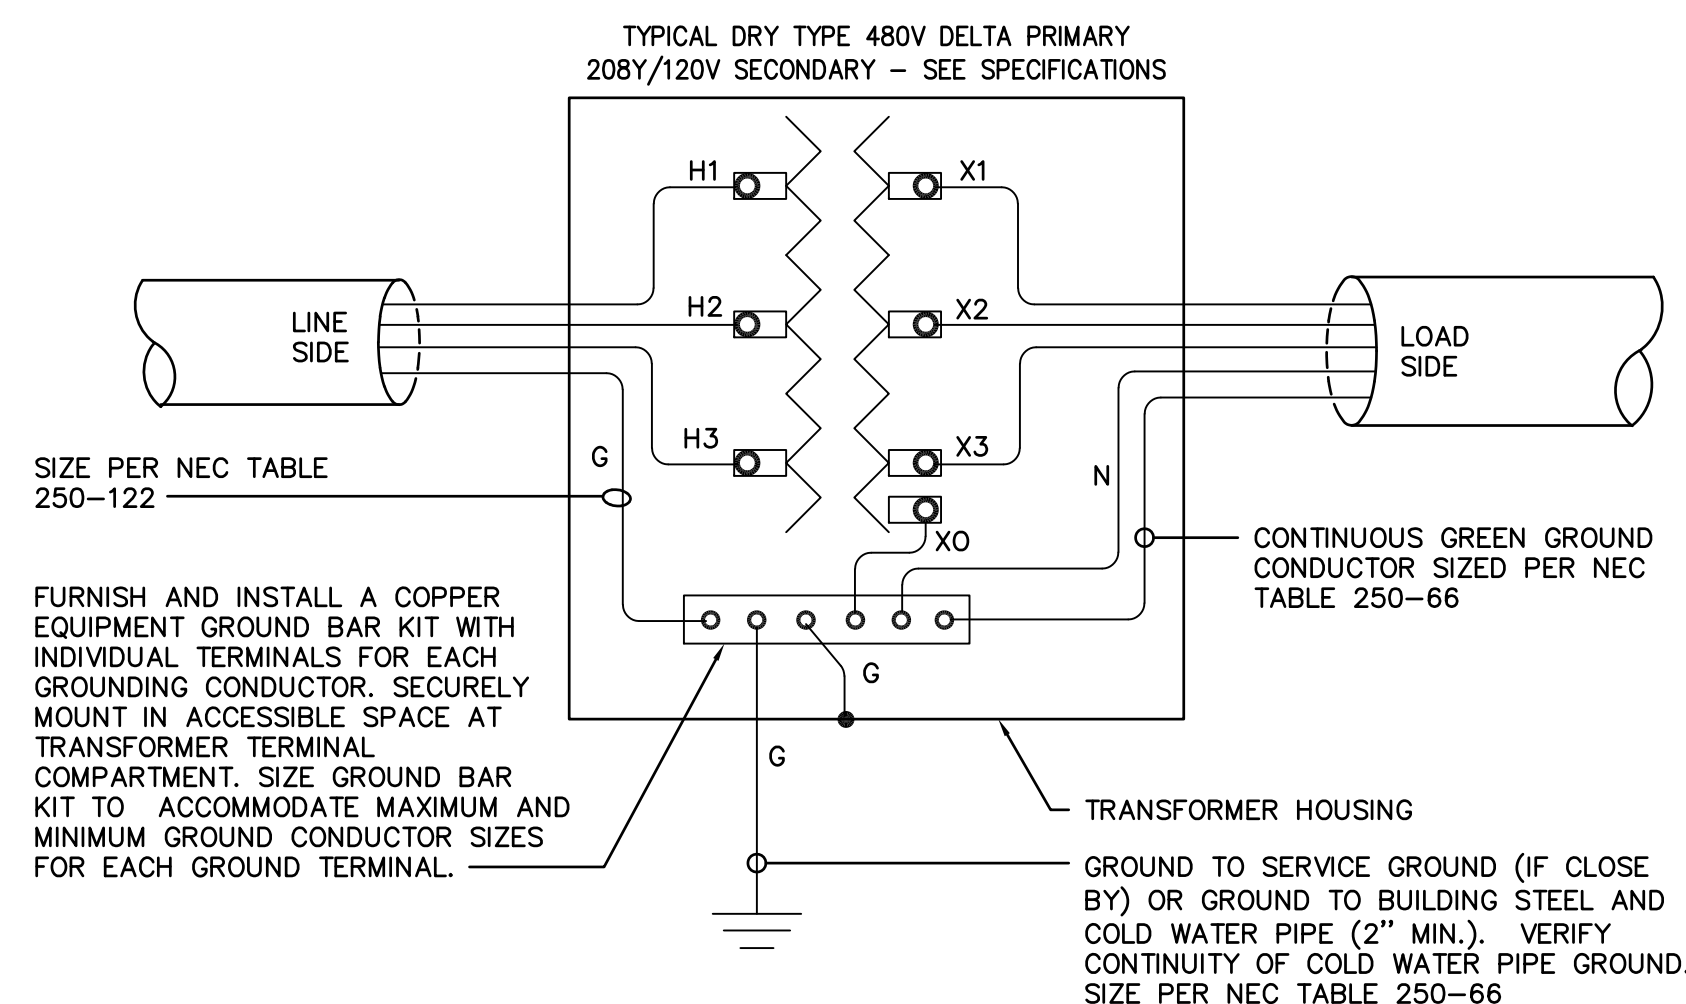 TYPICAL DRY TYPE 480V DELTA PRIMARY
208Y/120V SECONDARY – SEE SPECIFICATIONS
H1
X1
H2
X2
LINE
SIDE
LOAD
SIDE
H3
X3
G
N
SIZE PER NEC TABLE
250–122
XO
CONTINUOUS GREEN GROUND
CONDUCTOR SIZED PER NEC
TABLE 250–66
FURNISH AND INSTALL A COPPER
EQUIPMENT GROUND BAR KIT WITH
INDIVIDUAL TERMINALS FOR EACH
GROUNDING CONDUCTOR. SECURELY
MOUNT IN ACCESSIBLE SPACE AT
TRANSFORMER TERMINAL
COMPARTMENT. SIZE GROUND BAR
KIT TO ACCOMMODATE MAXIMUM AND
MINIMUM GROUND CONDUCTOR SIZES
FOR EACH GROUND TERMINAL.
G
G
TRANSFORMER HOUSING
GROUND TO SERVICE GROUND (IF CLOSE
BY) OR GROUND TO BUILDING STEEL AND
COLD WATER PIPE (2” MIN.). VERIFY
CONTINUITY OF COLD WATER PIPE GROUND.
SIZE PER NEC TABLE 250–66